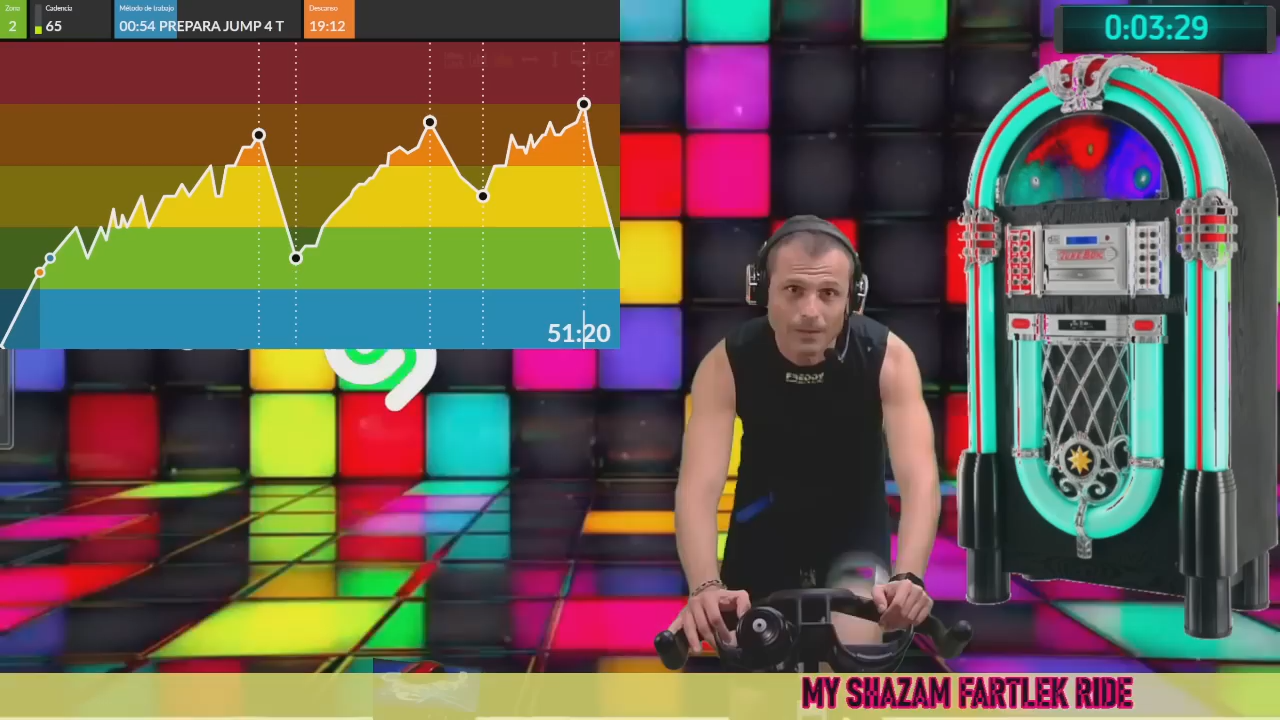 Zona
2
Cadencia
65
Método de trabajo
00:54 PREPARA JUMP 4 T
Descanso
19:12
0:03:29
51:20
FREDDY
MY SHAZAM FARTLEK RIDE